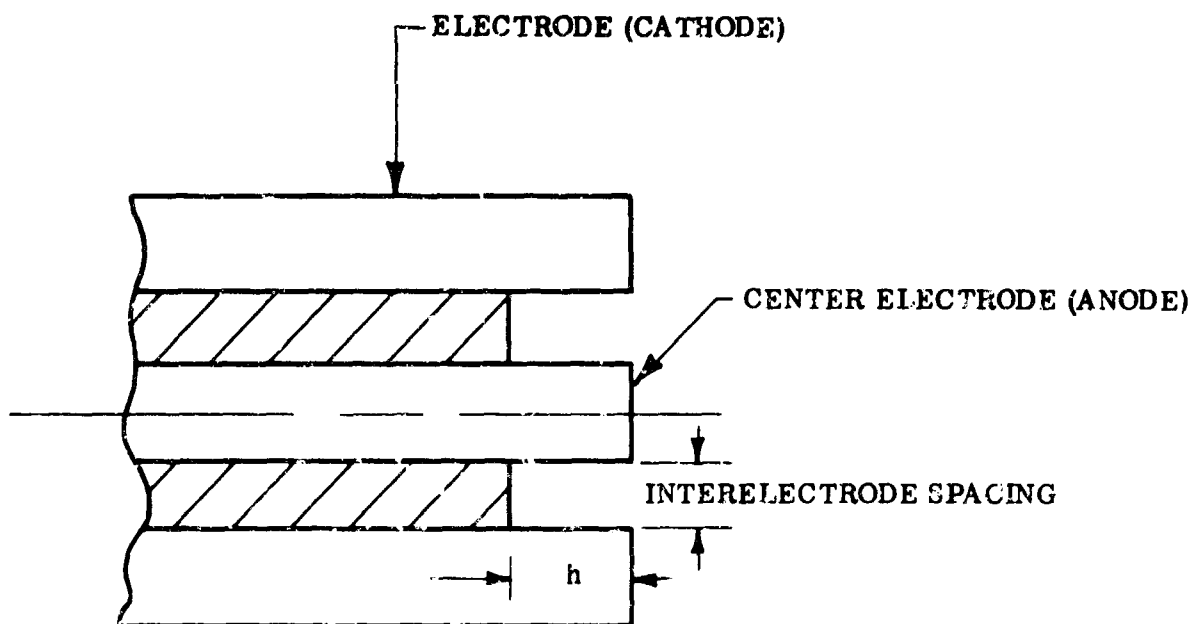 ELECTRODE (CATHODE)
CENTER ELECTRODE (ANODE)
INTERELECTRODE SPACING
h